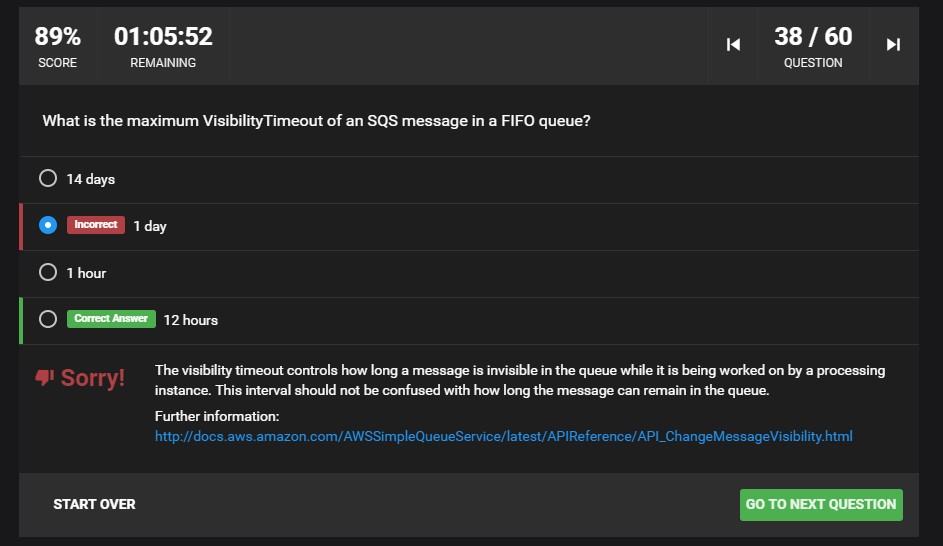 89%
SCORE
01:05:52
REMAINING
38 / 60
QUESTION
What is the maximum VisibilityTimeout of an SQS message in a FIFO queue?
14 days
Incorrect 1 day
1 hour
Correct Answer 12 hours
Sorry!
The visibility timeout controls how long a message is invisible in the queue while it is being worked on by a processing
instance. This interval should not be confused with how long the message can remain in the queue.
Further information:
http://docs.aws.amazon.com/AWSSimpleQueueService/latest/APIReference/API_ChangeMessageVisibility.html
START OVER
GO TO NEXT QUESTION